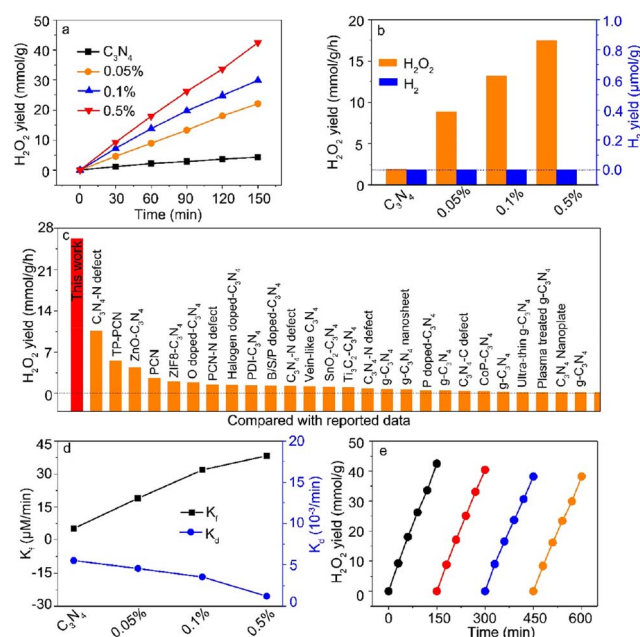 a
C₃N₄
0.05%
0.1%
0.5%
H₂O₂ yield (mmol/g)
50
40
30
20
10
0
0 30 60 90 120 150
Time (min)
b
H₂O₂
H₂
H₂O₂ yield (mmol/g/h)
20
15
10
5
0
C₃N₄ 0.05% 0.1% 0.5%
1.0
0.8
0.6
0.4
0.2
0.0
H₂ yield (μmol/g)
c
H₂O₂ yield (mmol/g/h)
28
21
14
7
0
This work
C₃N₄-N defect
TP-PCN
ZnO-C₃N₄
PCN
ZIF8-C₃N₄
O doped-C₃N₄
PCN-N defect
Halogen doped-C₃N₄
PDI-C₃N₄
B/S/P doped-C₃N₄
C₃N₄-N defect
Vein-like C₃N₄
SnO₂-C₃N₄
Ti₃C₂-C₃N₄
C₃N₄-N defect
g-C₃N₄
g-C₃N₄ nanosheet
P doped-C₃N₄
g-C₃N₄
C₃N₄-C defect
CoP-C₃N₄
g-C₃N₄
Ultra-thin g-C₃N₄
Plasma treated g-C₃N₄
C₃N₄ Nanoplate
g-C₃N₄
Compared with reported data
d
K_f (μM/min)
45
30
15
0
-15
-30
K_f
K_d
C₃N₄ 0.05% 0.1% 0.5%
20
15
10
5
0
K_d (10⁻³/min)
e
H₂O₂ yield (mmol/g)
50
40
30
20
10
0
0 150 300 450 600
Time (min)